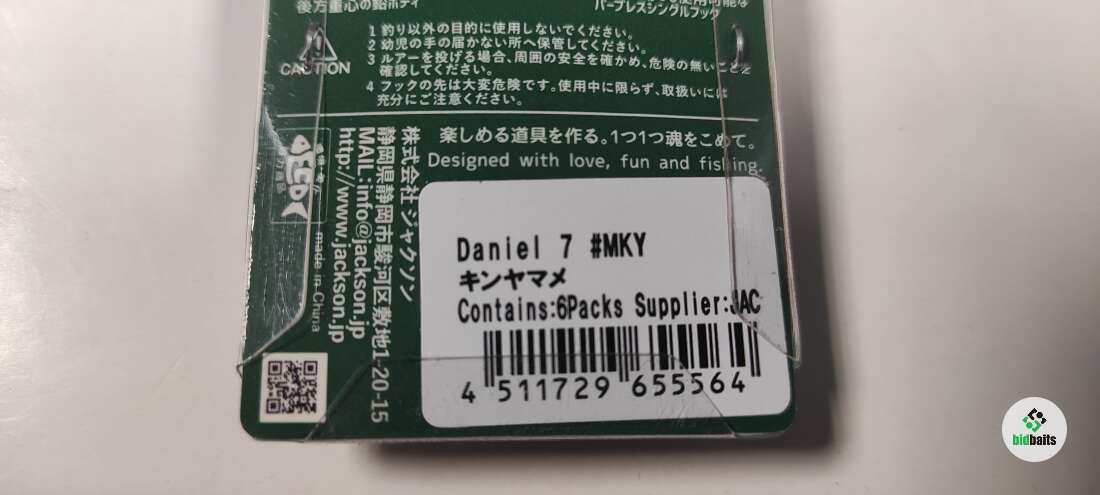 後方重心の鉛ボディ
バーブレスシングルフック
CAUTION
1 釣り以外の目的に使用しないでください。
2 幼児の手の届かない所へ保管してください。
3 ルアーを投げる場合、周囲の安全を確かめ、危険の無いことを
確認してください。
4 フックの先は大変危険です。使用中に限らず、取扱いには
充分にご注意ください。
楽しめる道具を作る。1つ1つ魂をこめて。
Designed with love, fun and fishing.
株式会社 ジャクソン
静岡県静岡市駿河区敷地1-20-15
MAIL:info@jackson.jp
http://www.jackson.jp
made in China
Daniel 7 #MKY
キンヤマメ
Contains:6Packs Supplier:JAC
4 511729 655564
bidbaits